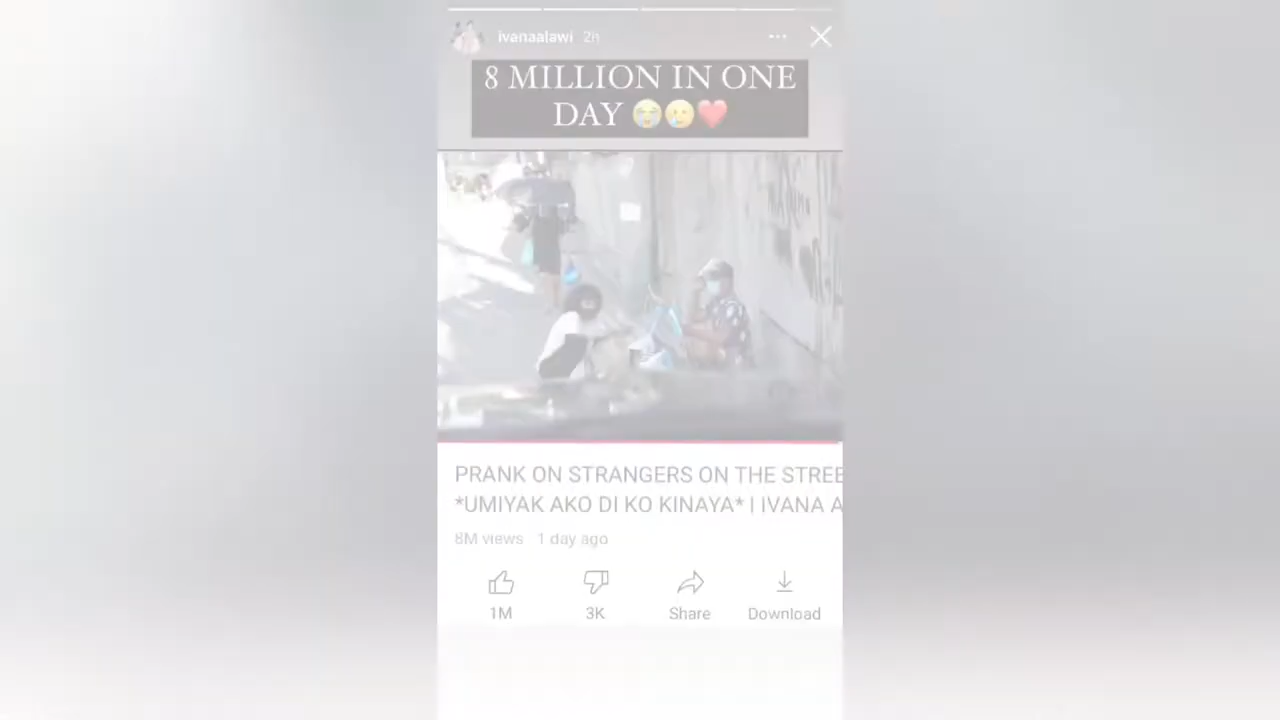 ivanaalawi 2h
8 MILLION IN ONE
DAY 😭🥲❤️
PRANK ON STRANGERS ON THE STREE
*UMIYAK AKO DI KO KINAYA* | IVANA A
8M views 1 day ago
1M 3K Share Download